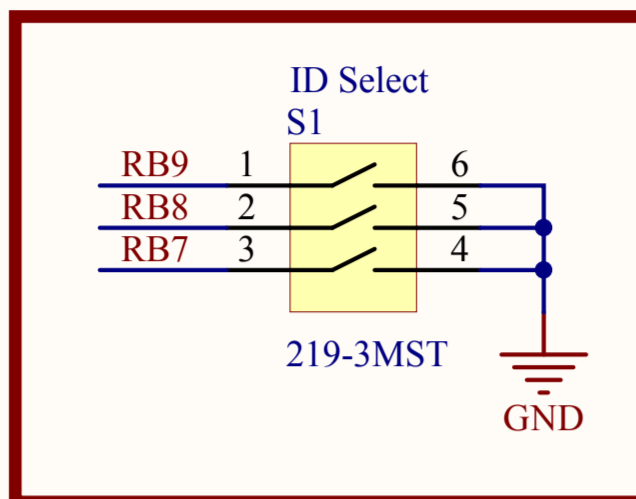 ID Select
S1
RB9 1 6
RB8 2 5
RB7 3 4
219-3MST
GND